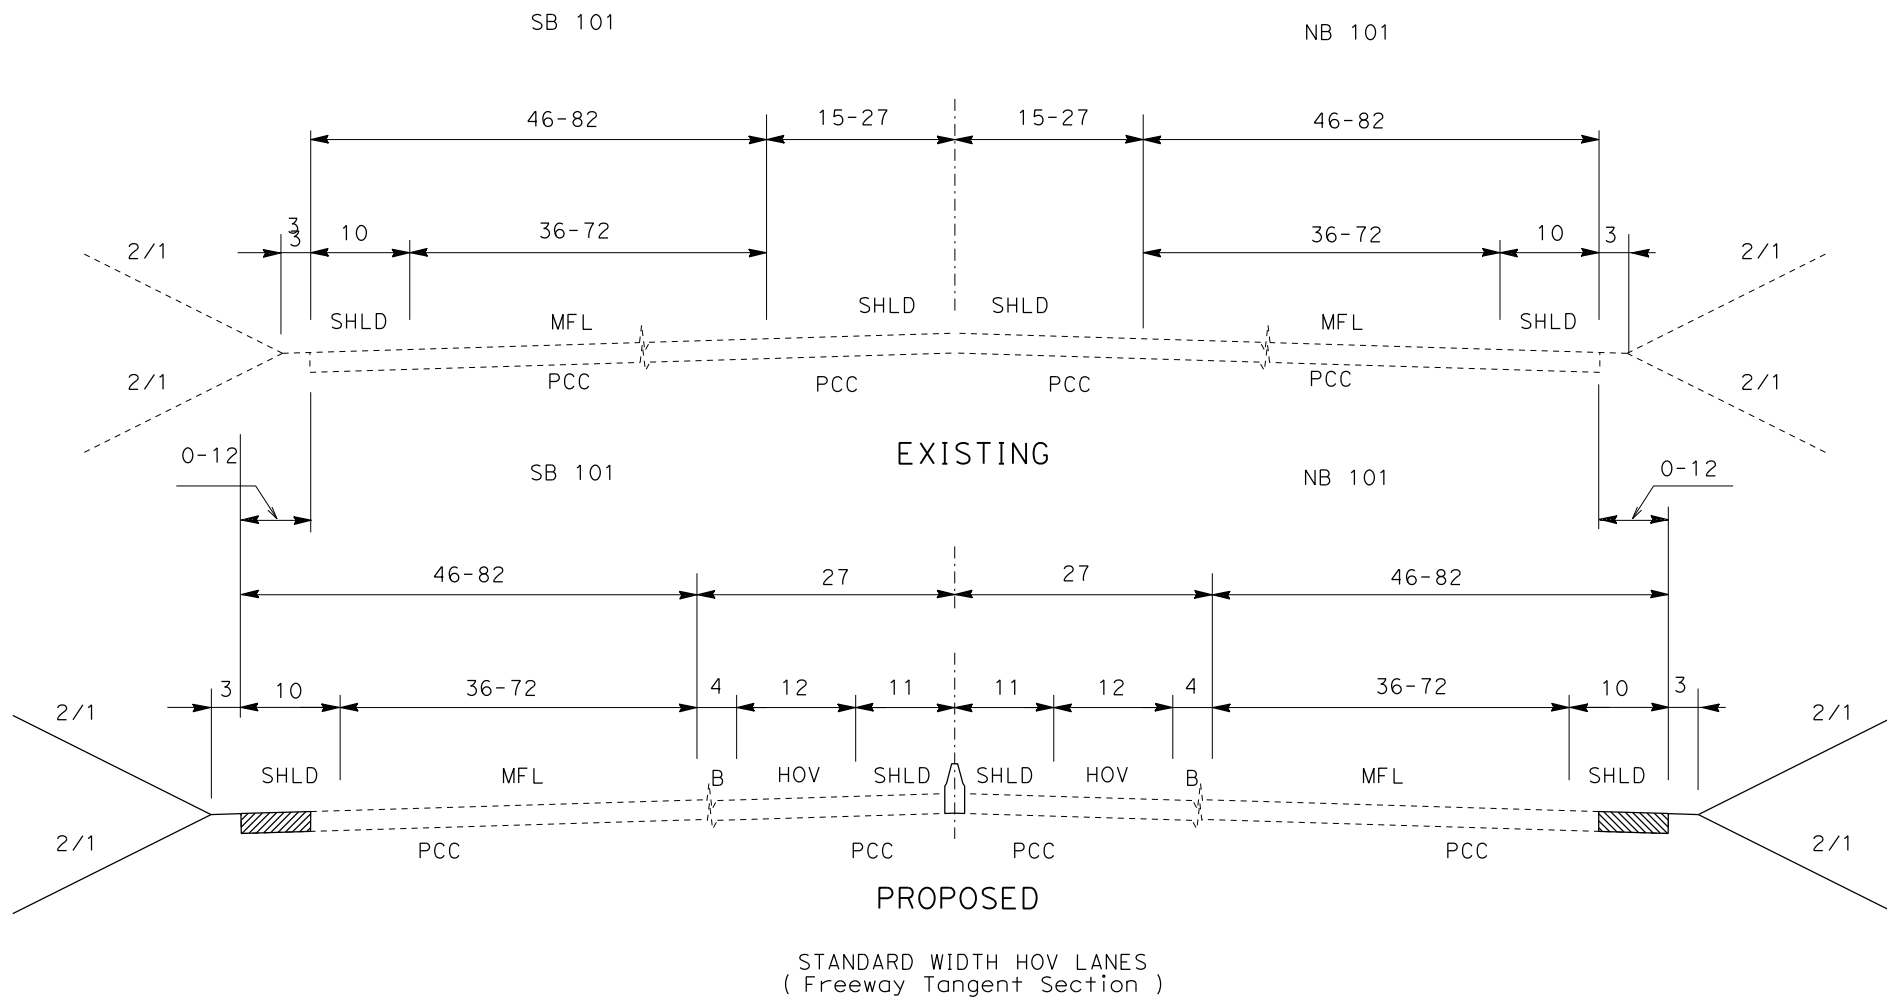 SB 101
NB 101
46-82
15-27
15-27
46-82
3
3
10
36-72
36-72
10
3
2/1
2/1
SHLD
MFL
SHLD
SHLD
MFL
SHLD
2/1
PCC
PCC
PCC
PCC
2/1
EXISTING
0-12
SB 101
NB 101
0-12
46-82
27
27
46-82
3
10
36-72
4
12
11
11
12
4
36-72
10
3
2/1
2/1
SHLD
MFL
B
HOV
SHLD
SHLD
HOV
B
MFL
SHLD
2/1
PCC
PCC
PCC
PCC
2/1
PROPOSED
STANDARD WIDTH HOV LANES
( Freeway Tangent Section )